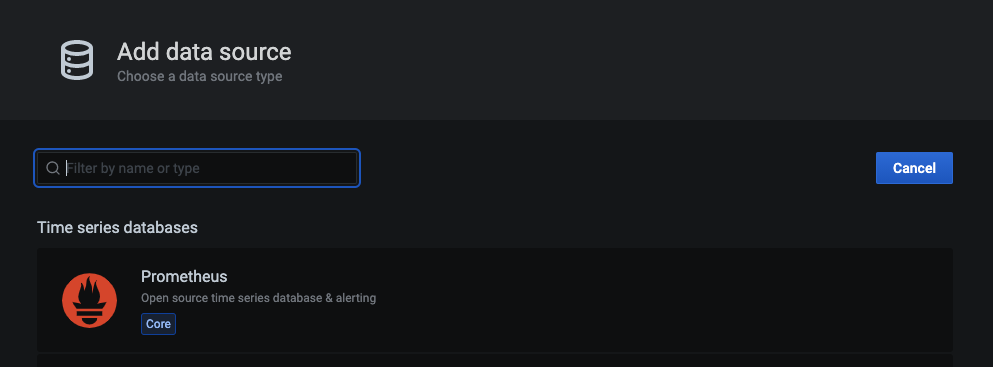 Add data source
Choose a data source type
Filter by name or type
Cancel
Time series databases
Prometheus
Open source time series database & alerting
Core